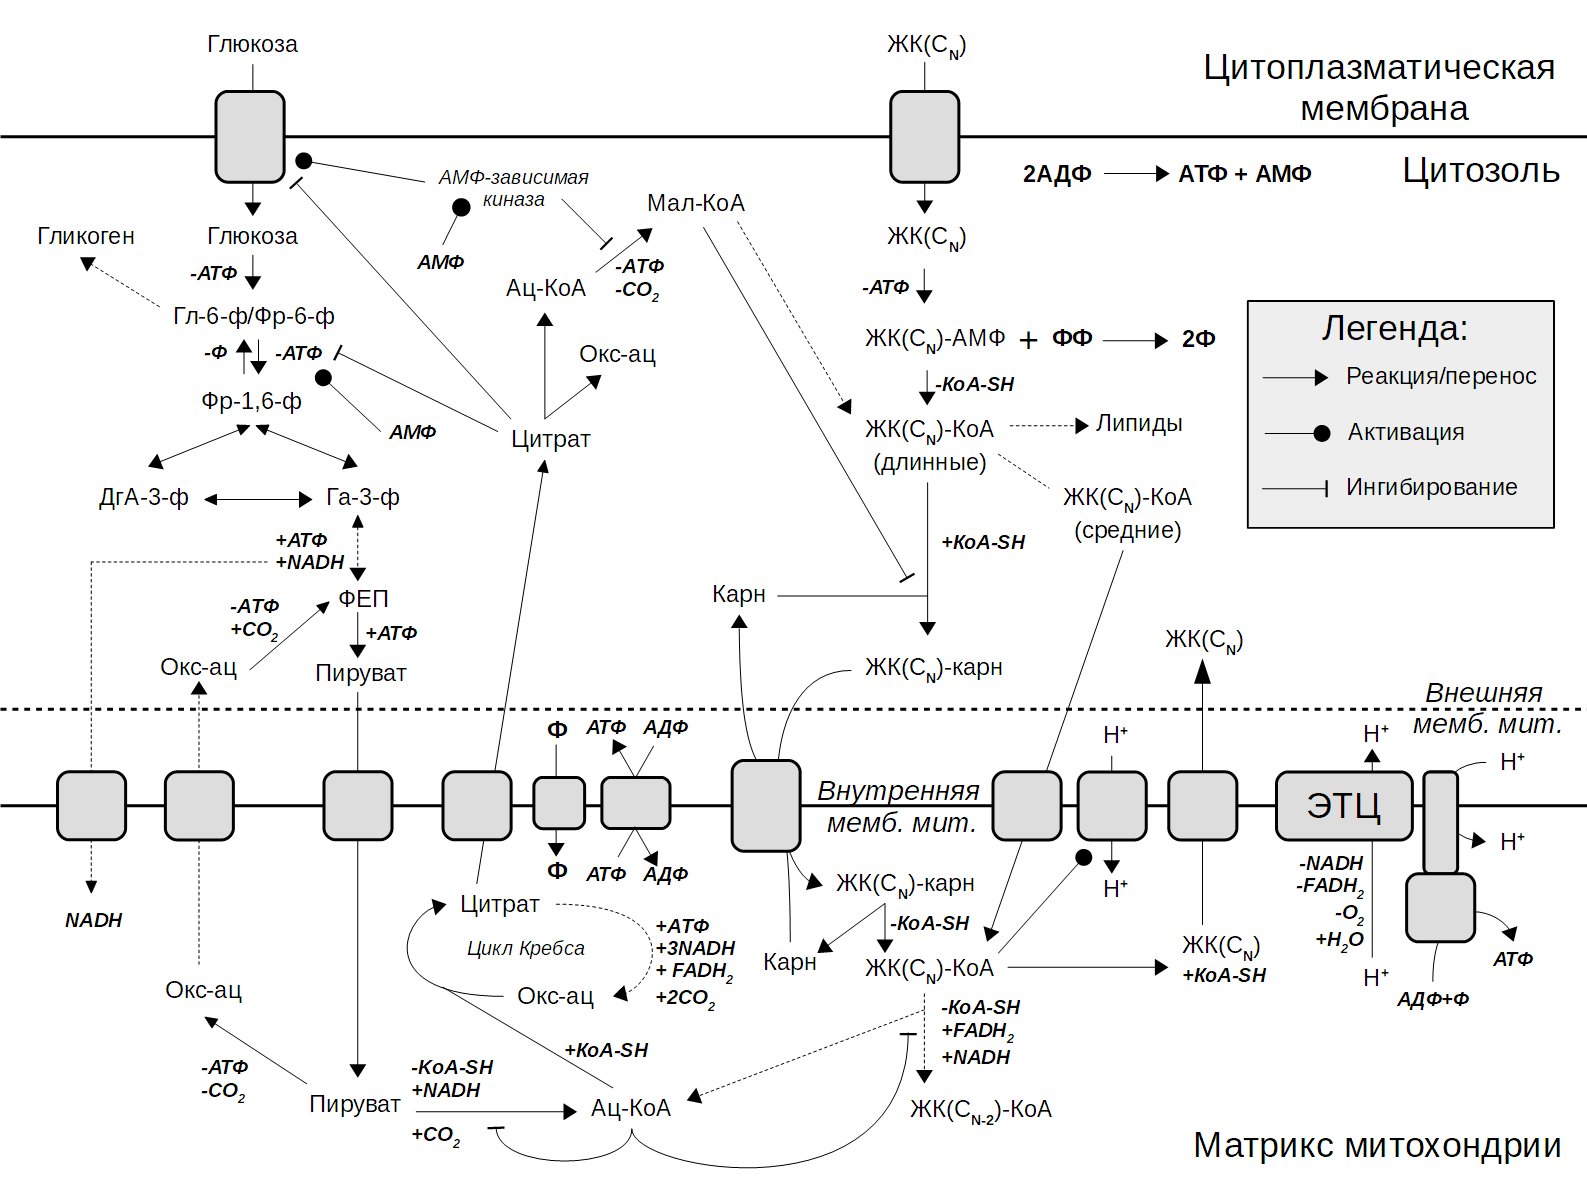 Глюкоза
ЖК(CN)
Цитоплазматическая
мембрана
Цитозоль
2АДФ
АТФ + АМФ
АМФ-зависимая
киназа
АМФ
Мал-КоА
Гликоген
Глюкоза
-АТФ
ЖК(CN)
-АТФ
Ац-КоА
-АТФ
-CO2
Гл-6-ф/Фр-6-ф
-Ф
-АТФ
Окс-ац
ЖК(CN)-АМФ + ФФ
2Ф
Легенда:
Реакция/перенос
Активация
Ингибирование
Фр-1,6-ф
АМФ
Цитрат
-КоА-SH
ЖК(CN)-КоА
(длинные)
Липиды
ДгА-3-ф
Га-3-ф
ЖК(CN)-КоА
(средние)
+АТФ
+NADH
+КоА-SH
ФЕП
-АТФ
+CO2
+АТФ
Карн
Окс-ац
Пируват
ЖК(CN)-карн
ЖК(CN)
Внешняя
мемб. мит.
Ф
АТФ
АДФ
H+
H+
H+
Внутренняя
мемб. мит.
ЭТЦ
H+
Ф
АТФ
АДФ
H+
NADH
Цитрат
Цикл Кребса
+АТФ
+3NADH
+ FADH2
+2CO2
Окс-ац
ЖК(CN)-карн
-КоА-SH
Карн
ЖК(CN)-КоА
ЖК(CN)
+КоА-SH
-NADH
-FADH2
-O2
+H2O
H+
АТФ
АДФ+Ф
Окс-ац
-КоА-SH
+FADH2
+NADH
+КоА-SH
-АТФ
-CO2
Пируват
-KoA-SH
+NADH
+CO2
Ац-КоА
ЖК(CN-2)-КоА
Матрикс митохондрии